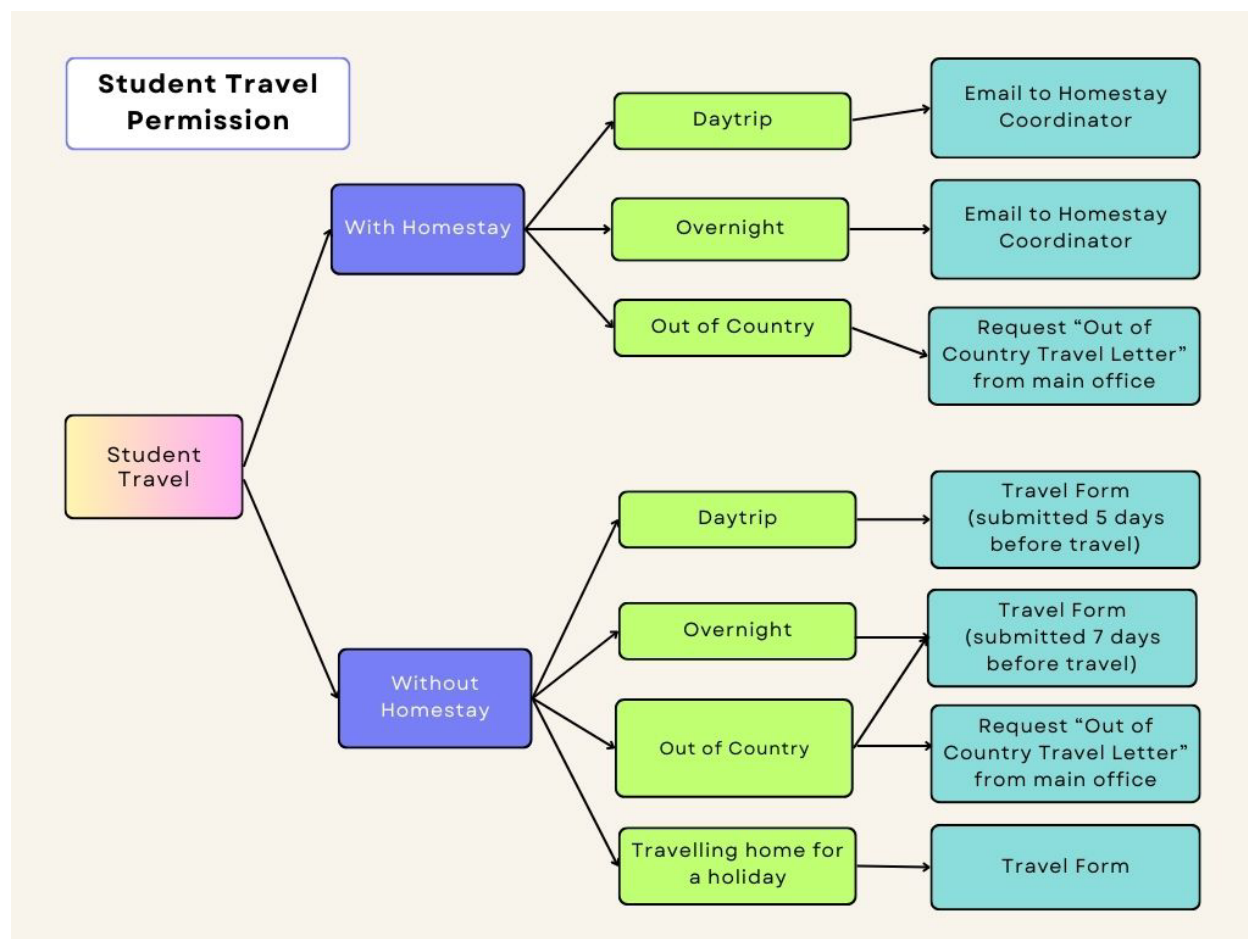 Student Travel
Permission
With Homestay
Daytrip
Email to Homestay
Coordinator
Overnight
Email to Homestay
Coordinator
Out of Country
Request “Out of
Country Travel Letter”
from main office
Student
Travel
Without
Homestay
Daytrip
Travel Form
(submitted 5 days
before travel)
Overnight
Travel Form
(submitted 7 days
before travel)
Out of Country
Request “Out of
Country Travel Letter”
from main office
Travelling home for
a holiday
Travel Form